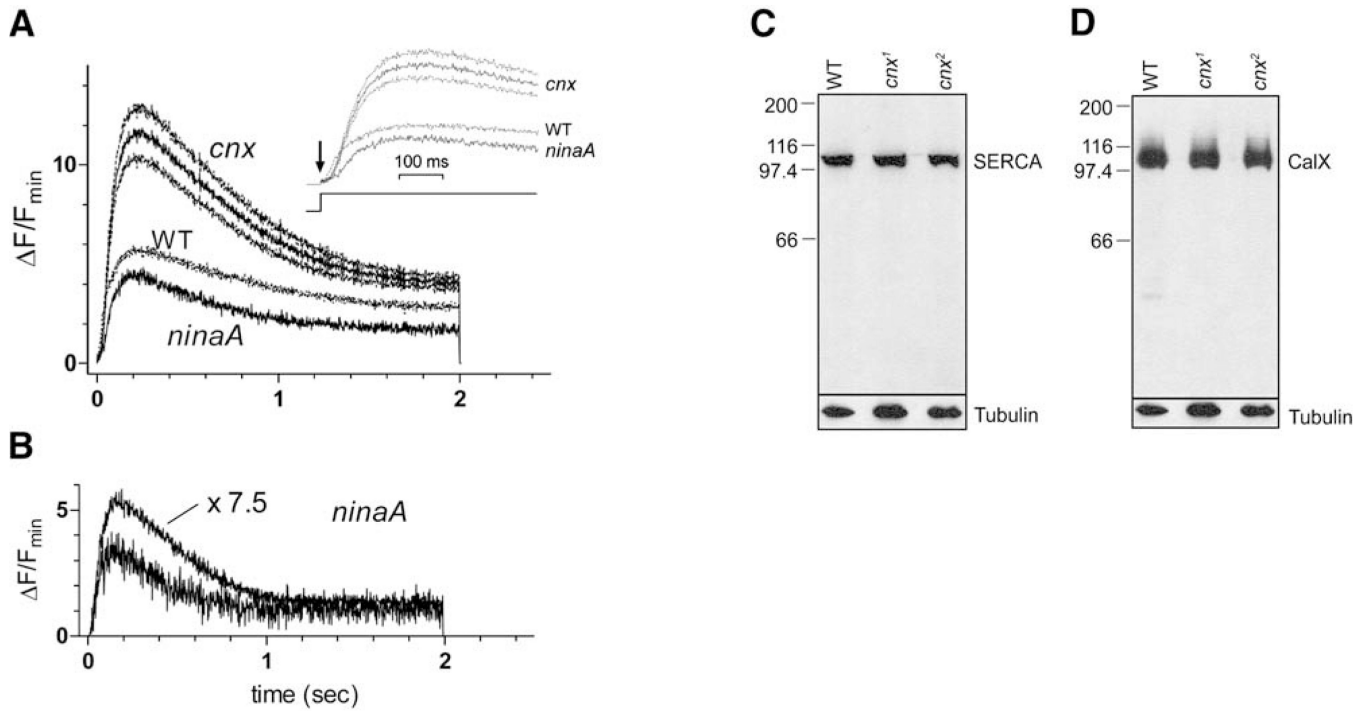 A
ΔF/Fmin
10
0
cnx
WT
ninaA
0 1 2
cnx
WT
ninaA
100 ms
B
ΔF/Fmin
5
0
x 7.5
ninaA
0 1 2
time (sec)
C
WT cnx¹ cnx²
200
116
97.4
66
SERCA
Tubulin
D
WT cnx¹ cnx²
200
116
97.4
66
CalX
Tubulin